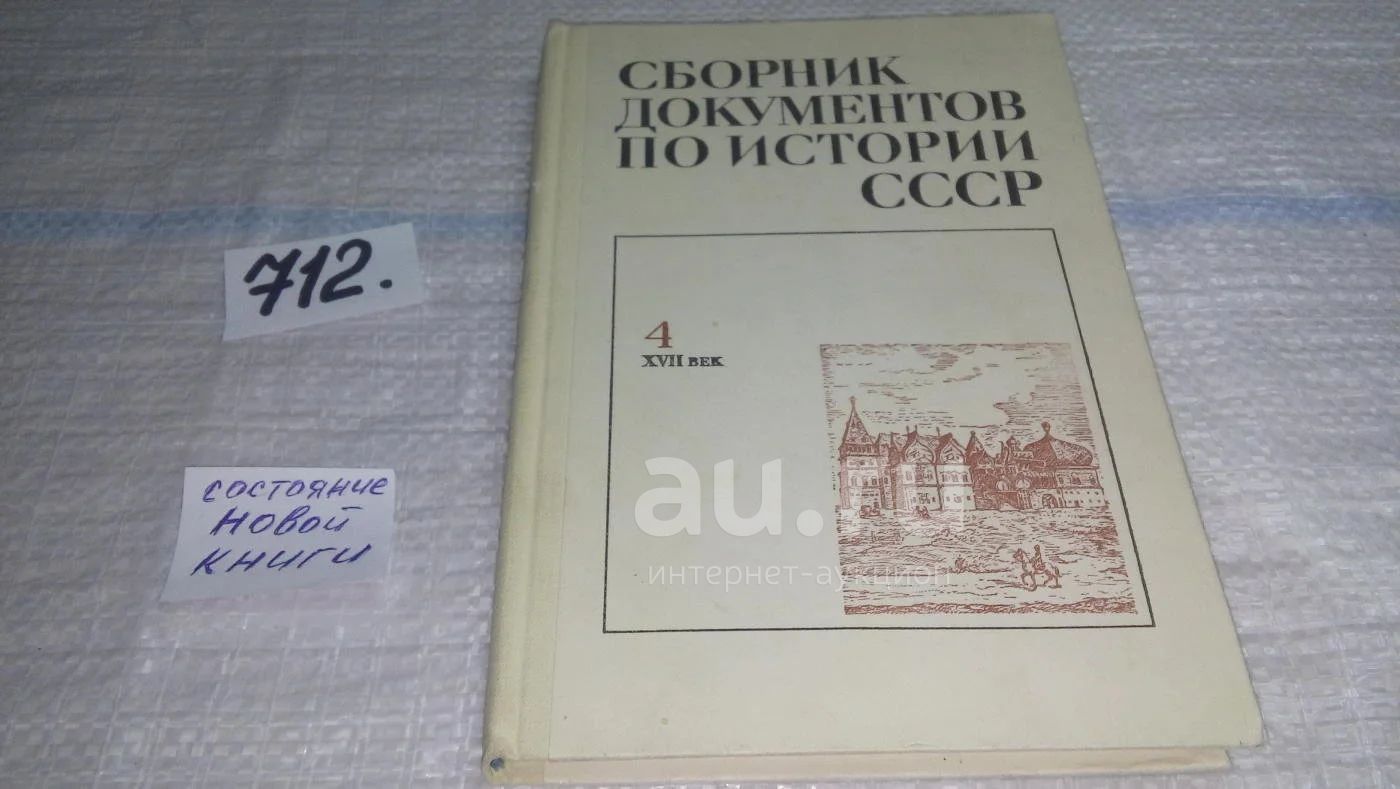 СБОРНИК
ДОКУМЕНТОВ
ПО ИСТОРИИ
СССР
712.
4
XVII ВЕК
состояние
новой
книги
au.ru
интернет-аукцион